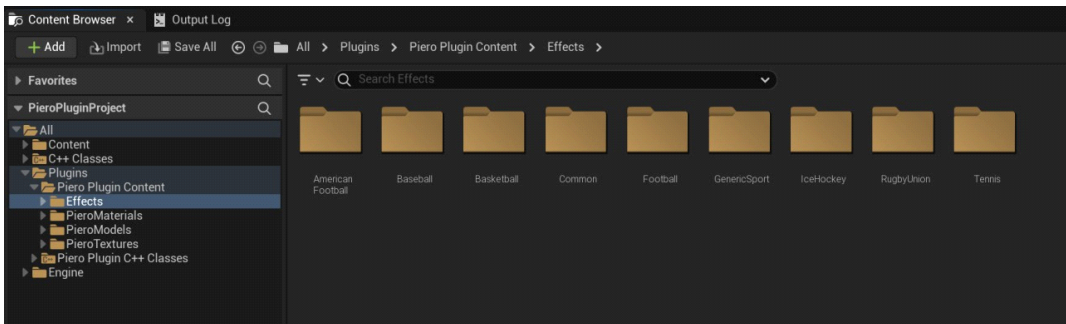 Content Browser
Output Log
Add Import Save All All > Plugins > Piero Plugin Content > Effects >
Favorites
Search Effects
PieroPluginProject
All
Content
C++ Classes
Plugins
Piero Plugin Content
Effects
PieroMaterials
PieroModels
PieroTextures
Piero Plugin C++ Classes
Engine
American
Football
Baseball
Basketball
Common
Football
GenericSport
IceHockey
RugbyUnion
Tennis